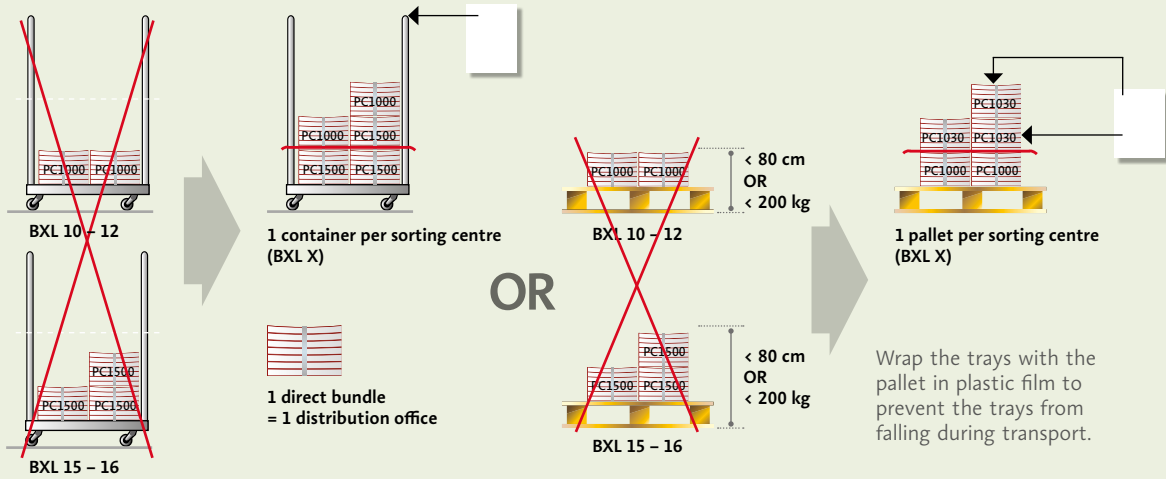 PC1000 PC1000
BXL 10 – 12
PC1500
PC1500 PC1500
BXL 15 – 16
PC1000
PC1000 PC1500
PC1500 PC1500
1 container per sorting centre
(BXL X)
1 direct bundle
= 1 distribution office
OR
PC1000 PC1000
< 80 cm
OR
< 200 kg
BXL 10 – 12
PC1500
PC1500 PC1500
< 80 cm
OR
< 200 kg
BXL 15 – 16
PC1030
PC1030 PC1030
PC1000 PC1000
1 pallet per sorting centre
(BXL X)
Wrap the trays with the
pallet in plastic film to
prevent the trays from
falling during transport.